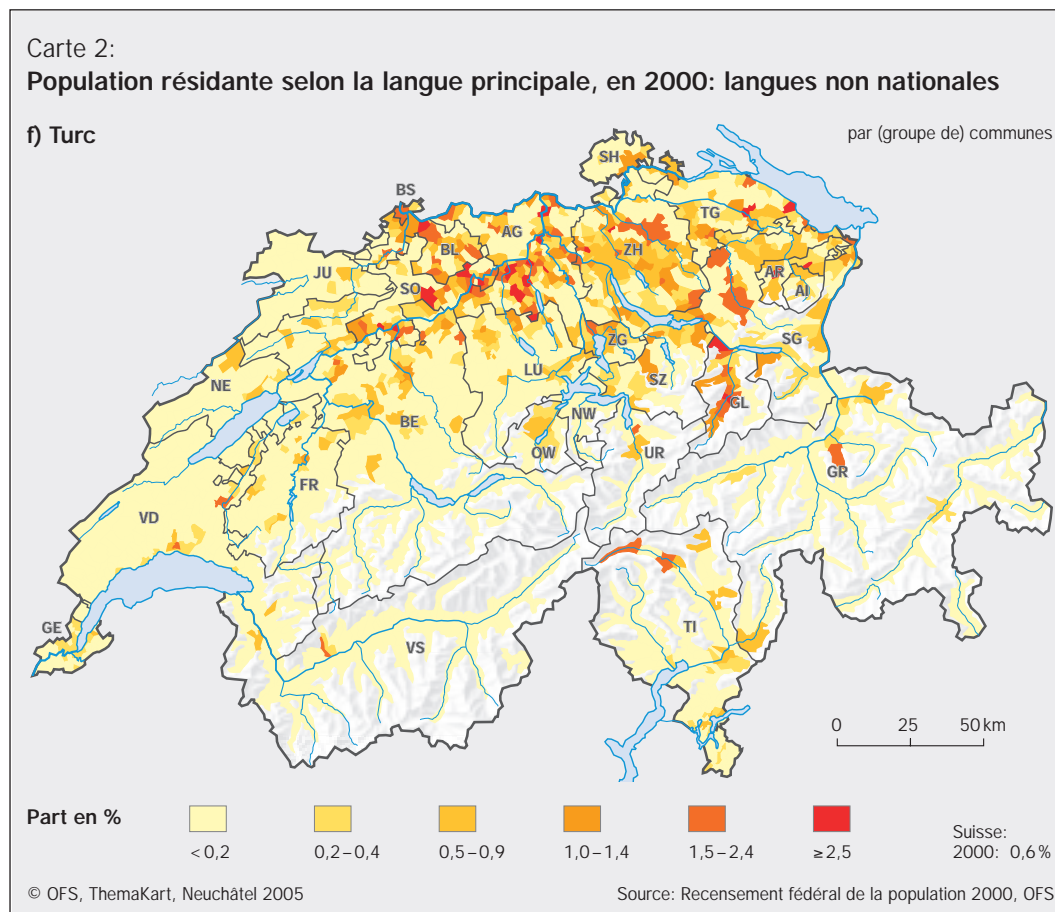 Carte 2:
Population résidante selon la langue principale, en 2000: langues non nationales
f) Turc
par (groupe de) communes
SH
BS
TG
AG
BL
ZH
JU
SO
AR
AI
ZG
SG
NE
LU
SZ
GL
NW
BE
OW
UR
GR
FR
VD
TI
GE
VS
0 25 50 km
Part en %
< 0,2 0,2 – 0,4 0,5 – 0,9 1,0 – 1,4 1,5 – 2,4 ≥ 2,5
Suisse:
2000: 0,6 %
© OFS, ThemaKart, Neuchâtel 2005
Source: Recensement fédéral de la population 2000, OFS